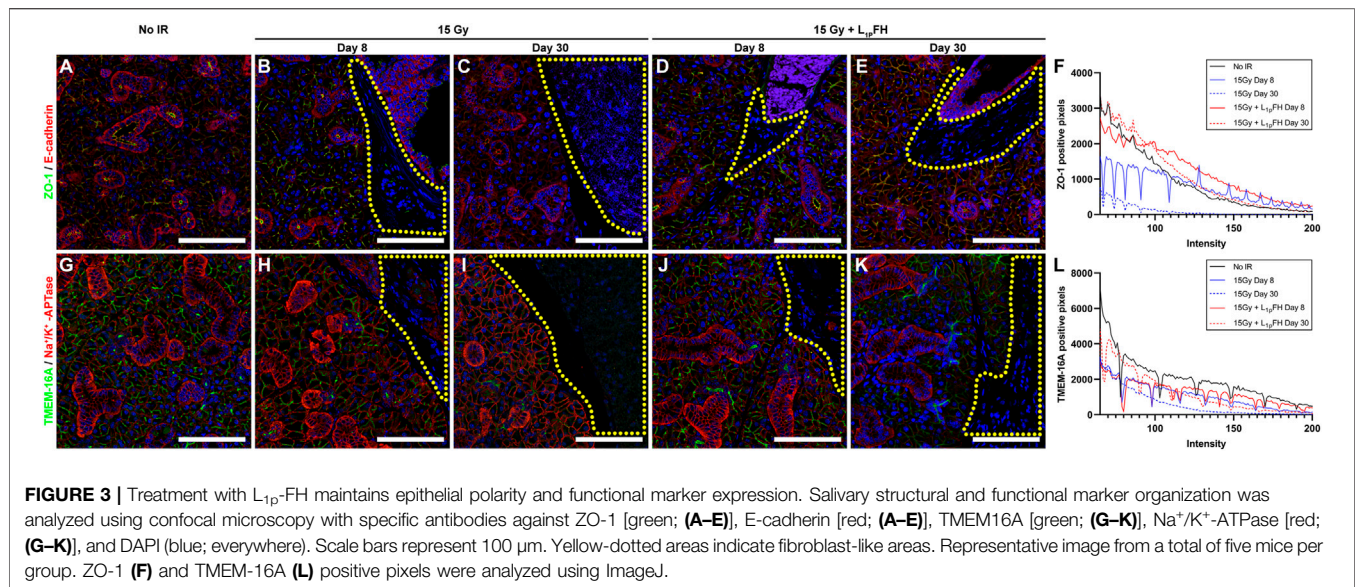 No IR
15 Gy
15 Gy + L1pFH
Day 8
Day 30
Day 8
Day 30
ZO-1 / E-cadherin
A
B
C
D
E
F
ZO-1 positive pixels
4000
3000
2000
1000
0
100
150
200
Intensity
No IR
15Gy Day 8
15Gy Day 30
15Gy + L1pFH Day 8
15Gy + L1pFH Day 30
TMEM-16A / Na+/K+-APTase
G
H
I
J
K
L
TMEM-16A positive pixels
8000
6000
4000
2000
0
100
150
200
Intensity
No IR
15Gy Day 8
15Gy Day 30
15Gy + L1pFH Day 8
15Gy + L1pFH Day 30
FIGURE 3 | Treatment with L1p-FH maintains epithelial polarity and functional marker expression. Salivary structural and functional marker organization was
analyzed using confocal microscopy with specific antibodies against ZO-1 [green; (A–E)], E-cadherin [red; (A–E)], TMEM16A [green; (G–K)], Na+/K+-ATPase [red;
(G–K)], and DAPI (blue; everywhere). Scale bars represent 100 μm. Yellow-dotted areas indicate fibroblast-like areas. Representative image from a total of five mice per
group. ZO-1 (F) and TMEM-16A (L) positive pixels were analyzed using ImageJ.